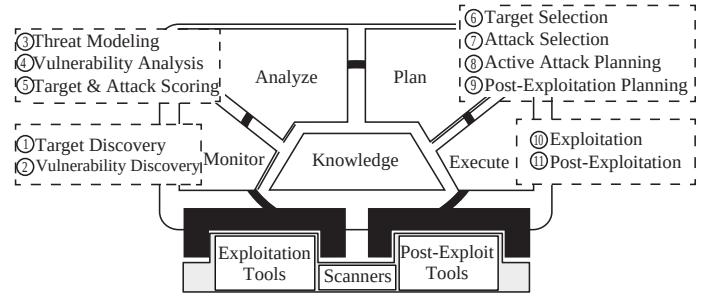 ③Threat Modeling
④Vulnerability Analysis
⑤Target & Attack Scoring
⑥Target Selection
⑦Attack Selection
⑧Active Attack Planning
⑨Post-Exploitation Planning
Analyze
Plan
①Target Discovery
②Vulnerability Discovery
Monitor
Knowledge
Execute
⑩Exploitation
⑪Post-Exploitation
Exploitation
Tools
Scanners
Post-Exploit
Tools